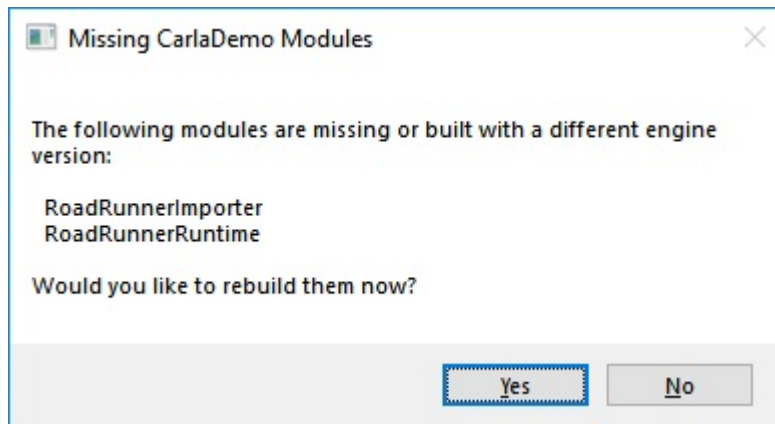 Missing CarlaDemo Modules
The following modules are missing or built with a different engine
version:
RoadRunnerImporter
RoadRunnerRuntime
Would you like to rebuild them now?
Yes
No